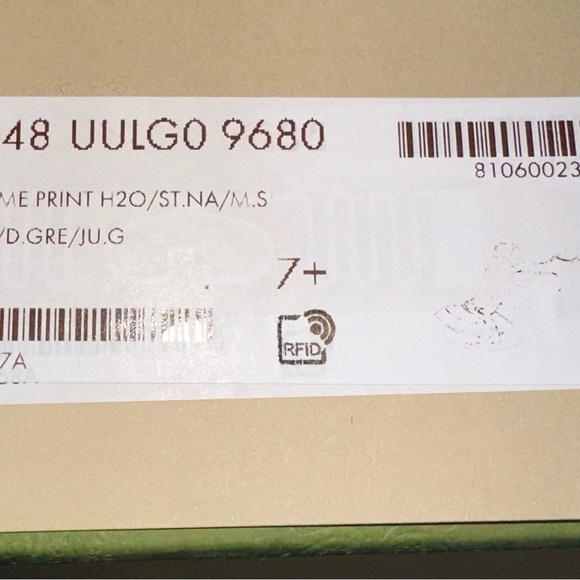 48 UULG0 9680
81060023
ME PRINT H2O/ST.NA/M.S
/D.GRE/JU.G
7+
RFID
7A